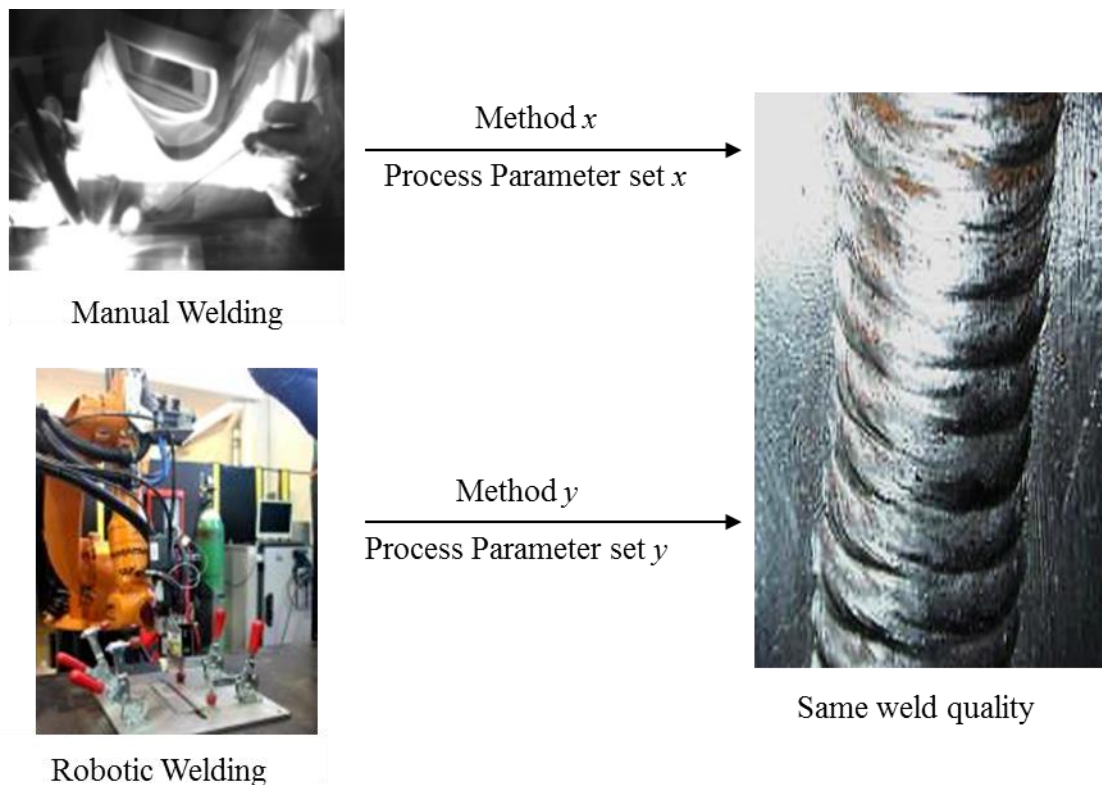 Method x
Process Parameter set x
Manual Welding
Method y
Process Parameter set y
Same weld quality
Robotic Welding